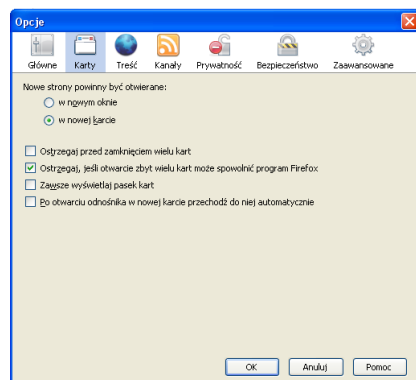 Opcje
Główne Karty Treść Kanały Prywatność Bezpieczeństwo Zaawansowane
Nowe strony powinny być otwierane:
w nowym oknie
w nowej karcie
Ostrzegaj przed zamknięciem wielu kart
Ostrzegaj, jeśli otwarcie zbyt wielu kart może spowolnić program Firefox
Zawsze wyświetlaj pasek kart
Po otwarciu odnośnika w nowej karcie przechodź do niej automatycznie
OK Anuluj Pomoc